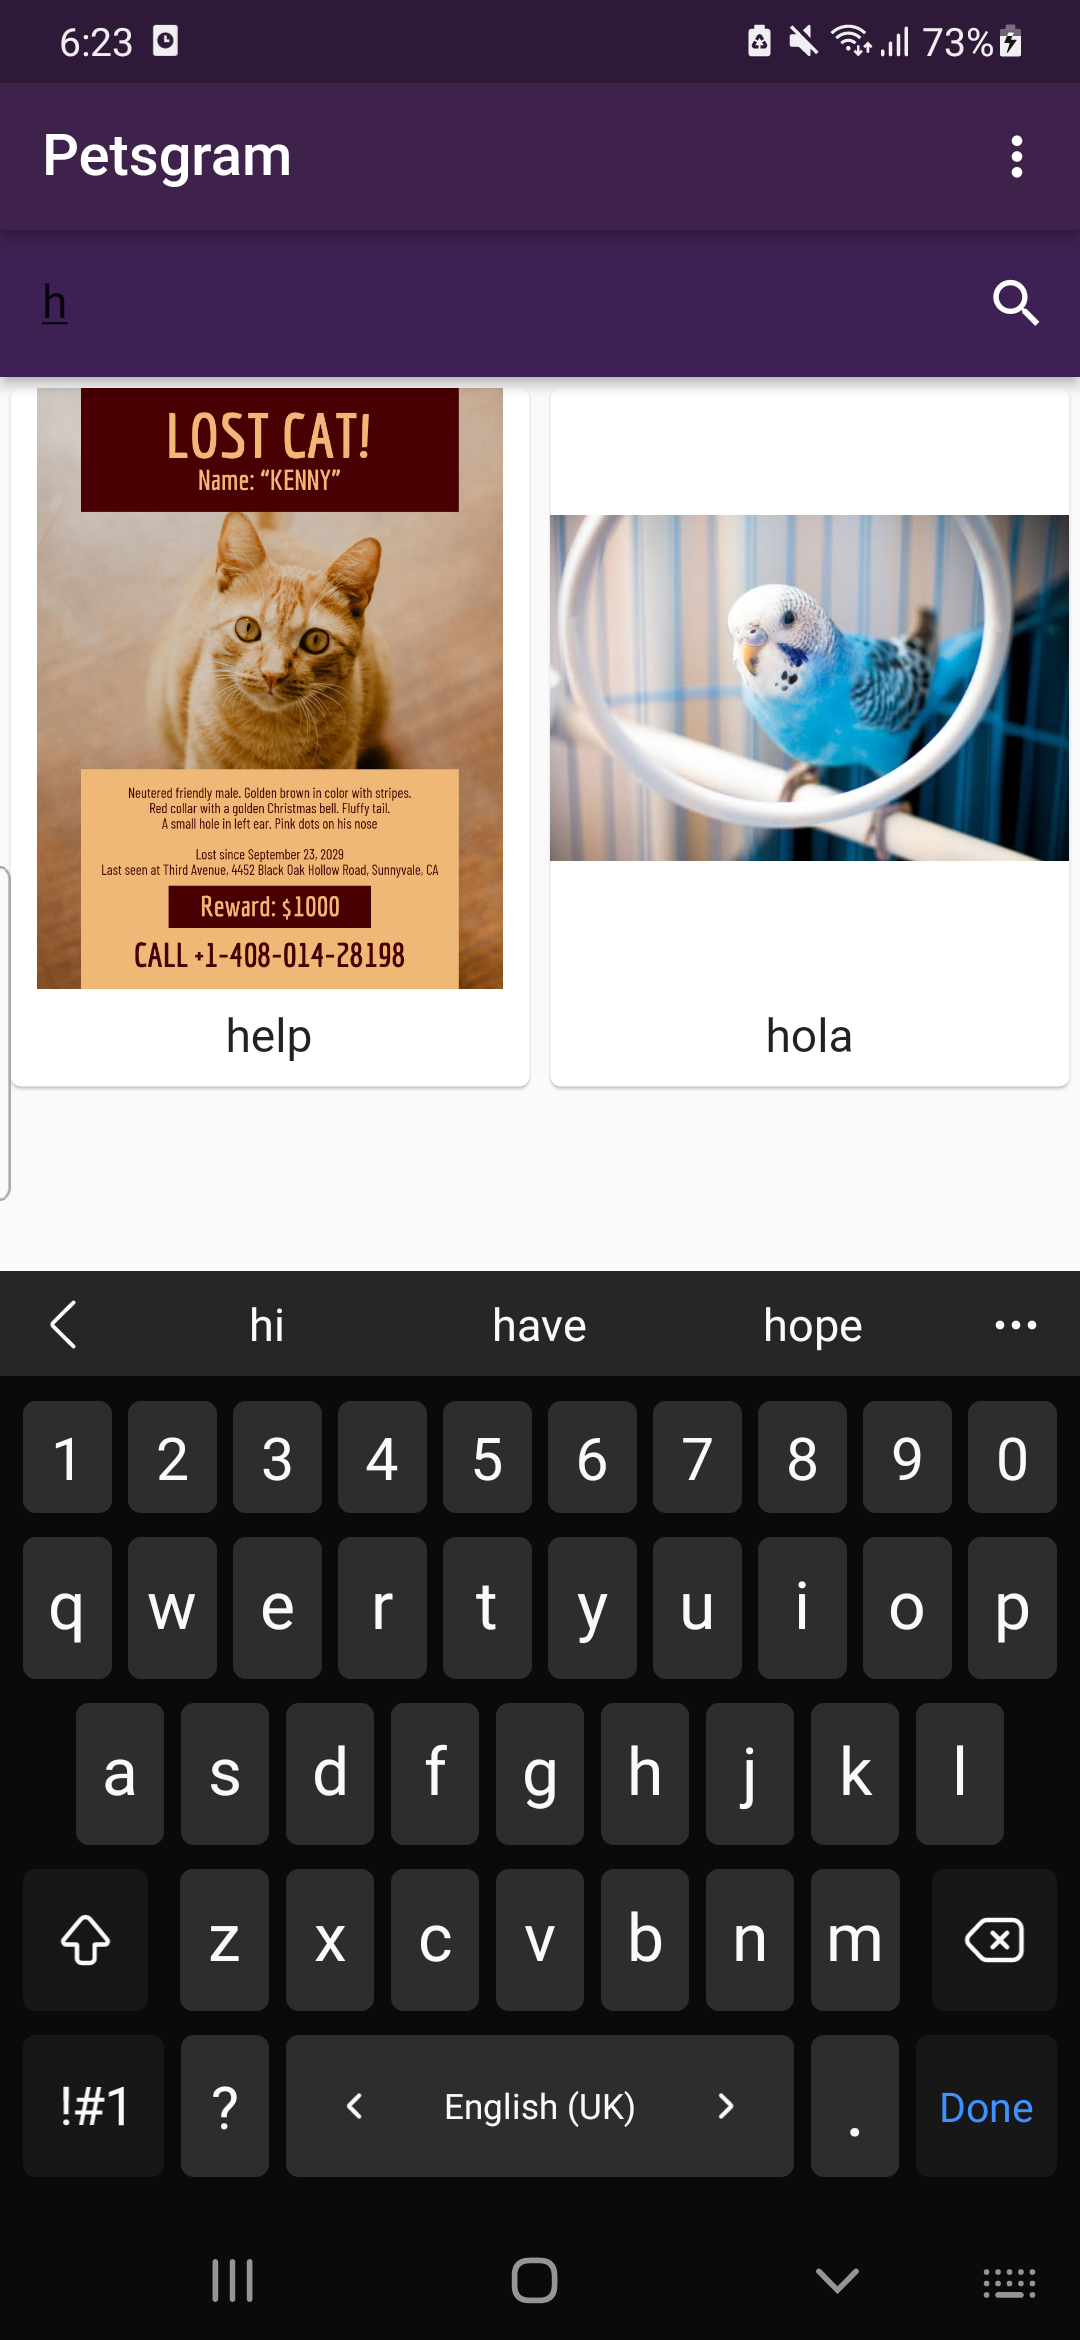 6:23
73%
Petsgram
h
LOST CAT!
Name: “KENNY”
Neutered friendly male. Golden brown in color with stripes.
Red collar with a golden Christmas bell. Fluffy tail.
A small hole in left ear. Pink dots on his nose
Lost since September 23, 2029
Last seen at Third Avenue, 4452 Black Oak Hollow Road, Sunnyvale, CA
Reward: $1000
CALL +1-408-014-28198
help
hola
hi have hope
1 2 3 4 5 6 7 8 9 0
q w e r t y u i o p
a s d f g h j k l
z x c v b n m
!#1 ? English (UK) . Done